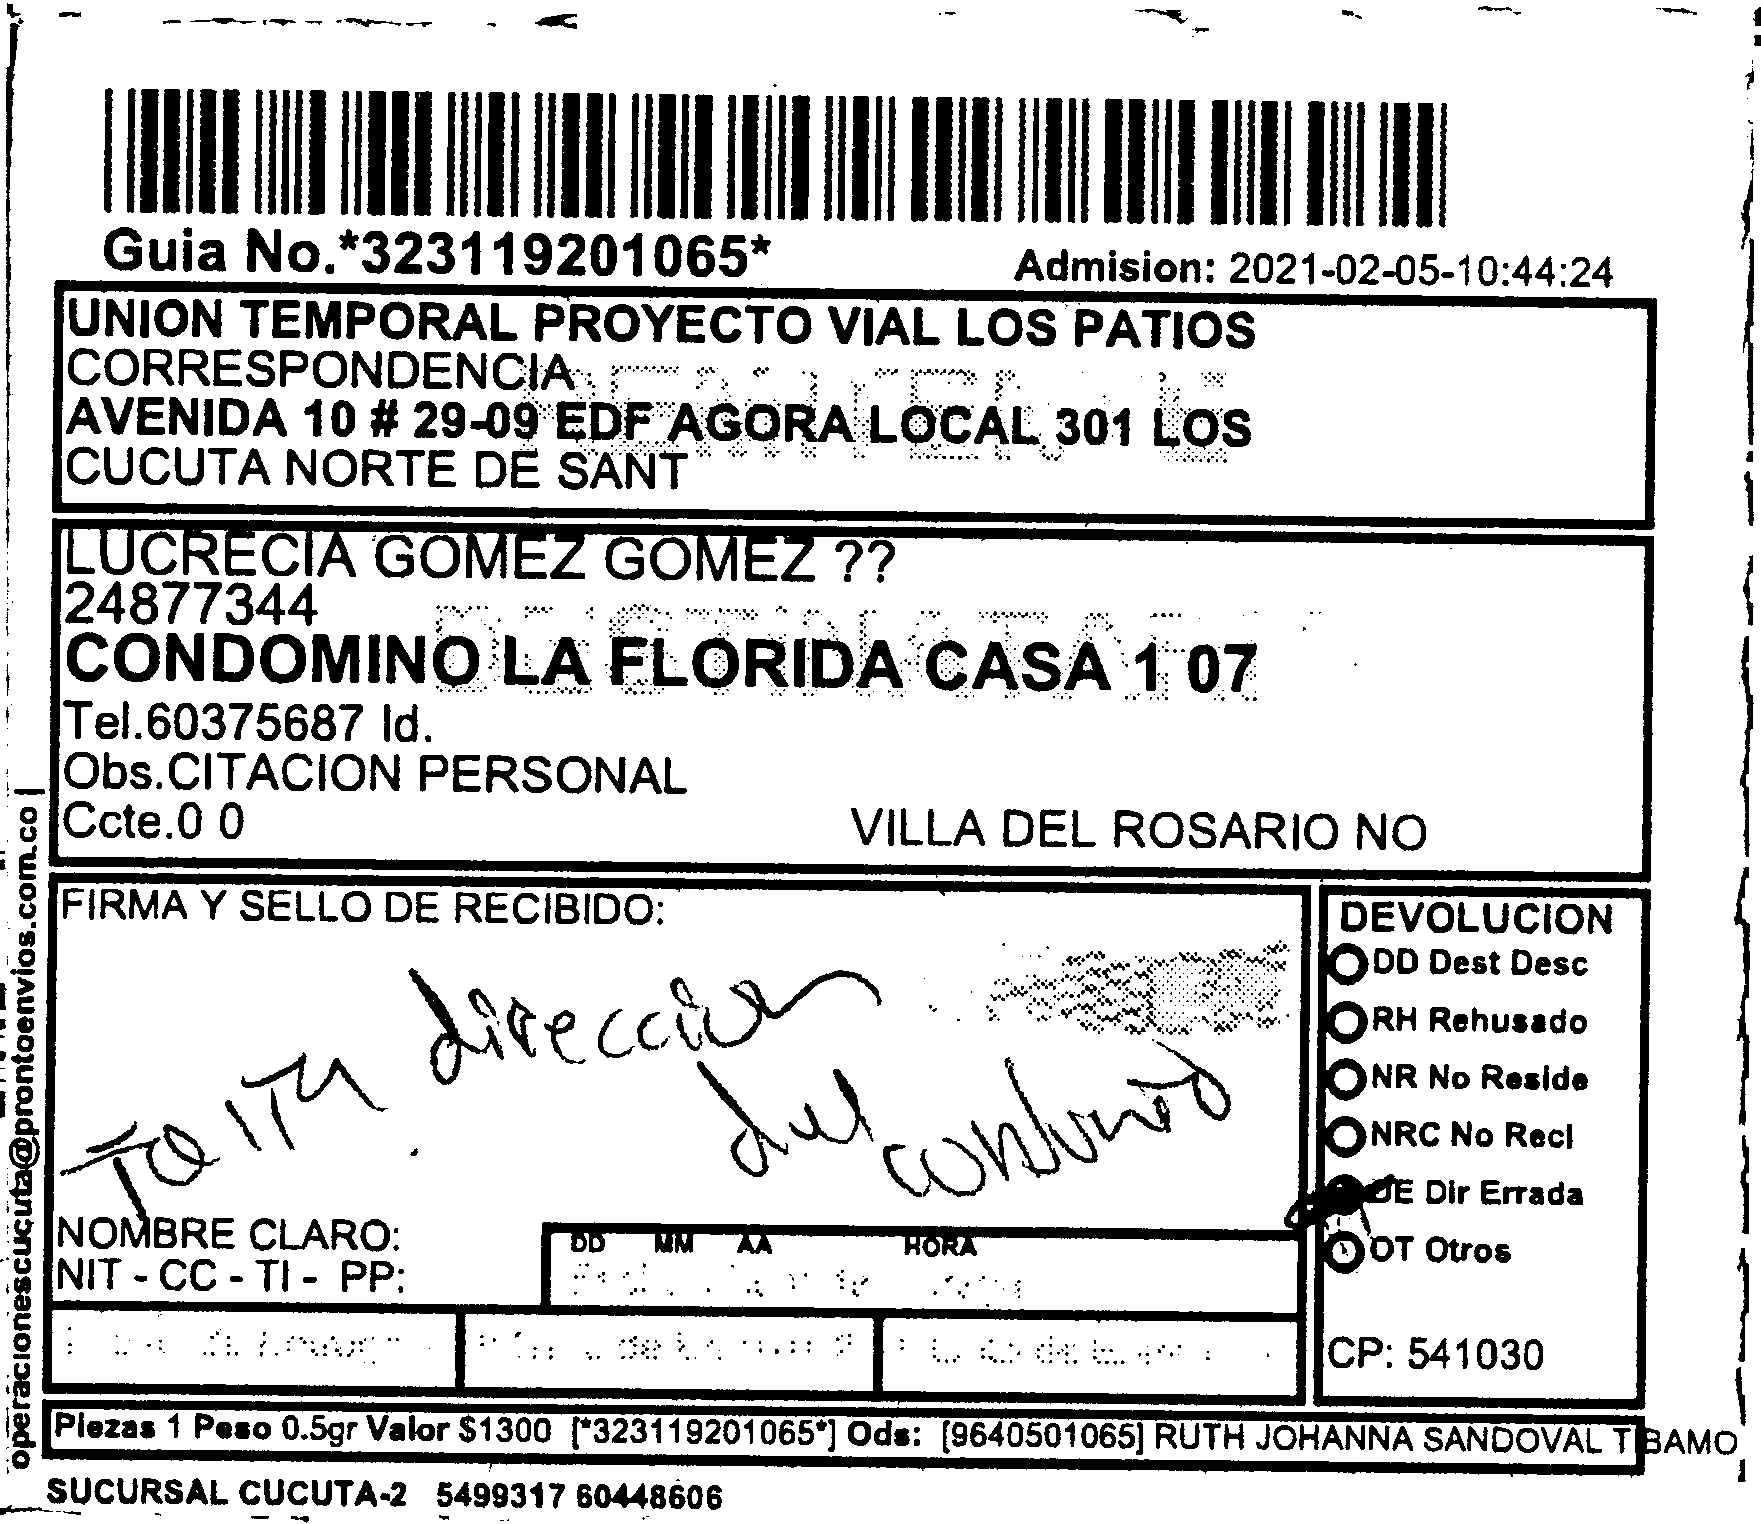 Guia No.*323119201065*
Admision: 2021-02-05-10:44:24
UNION TEMPORAL PROYECTO VIAL LOS PATIOS
CORRESPONDENCIA
AVENIDA 10 # 29-09 EDF AGORA LOCAL 301 LOS
CUCUTA NORTE DE SANT
LUCRECIA GOMEZ GOMEZ ??
24877344
CONDOMINO LA FLORIDA CASA 1 07
Tel.60375687 Id.
Obs.CITACION PERSONAL
Ccte.0 0
VILLA DEL ROSARIO NO
FIRMA Y SELLO DE RECIBIDO:
Falta dirección
del conjunto
NOMBRE CLARO:
NIT - CC - TI - PP:
DD MM AA HORA
DEVOLUCION
DD Dest Desc
RH Rehusado
NR No Reside
NRC No Reci
DE Dir Errada
OT Otros
CP: 541030
Piezas 1 Peso 0.5gr Valor $1300 [*323119201065*] Ods: [9640501065] RUTH JOHANNA SANDOVAL TIBAMO
SUCURSAL CUCUTA-2 5499317 60448606
operacionescucuta@prontoenvios.com.co |